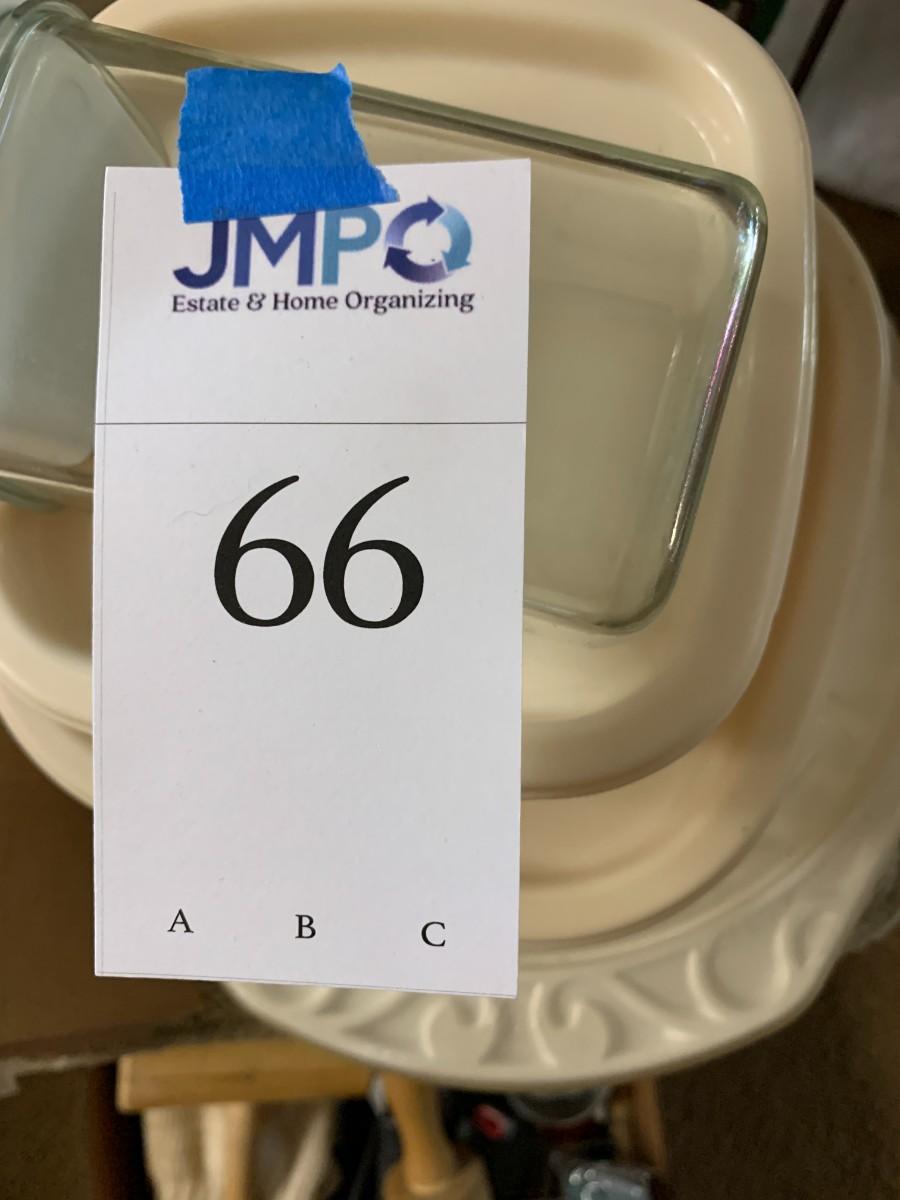 JMPO
Estate & Home Organizing
66
A B C